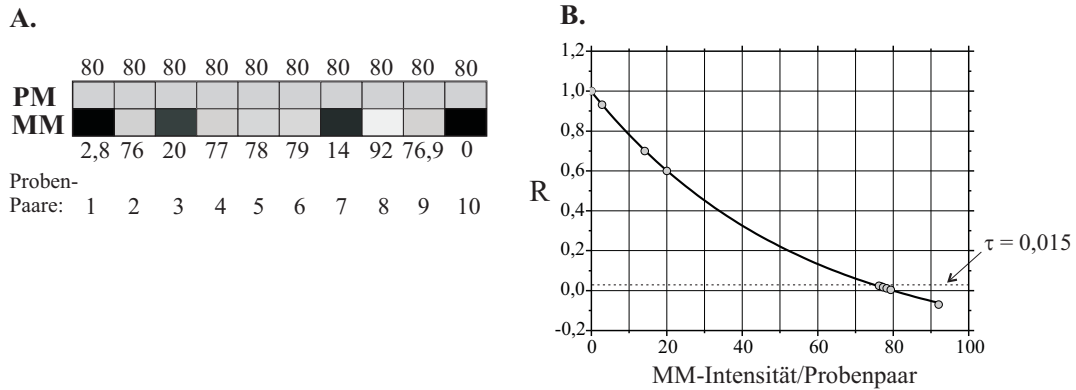 A.
80 80 80 80 80 80 80 80 80 80
PM
MM
2,8 76 20 77 78 79 14 92 76,9 0
Proben-
Paare: 1 2 3 4 5 6 7 8 9 10
B.
1,2
1,0
0,8
0,6
R
0,4
0,2
τ = 0,015
0,0
-0,2
0 20 40 60 80 100
MM-Intensität/Probenpaar